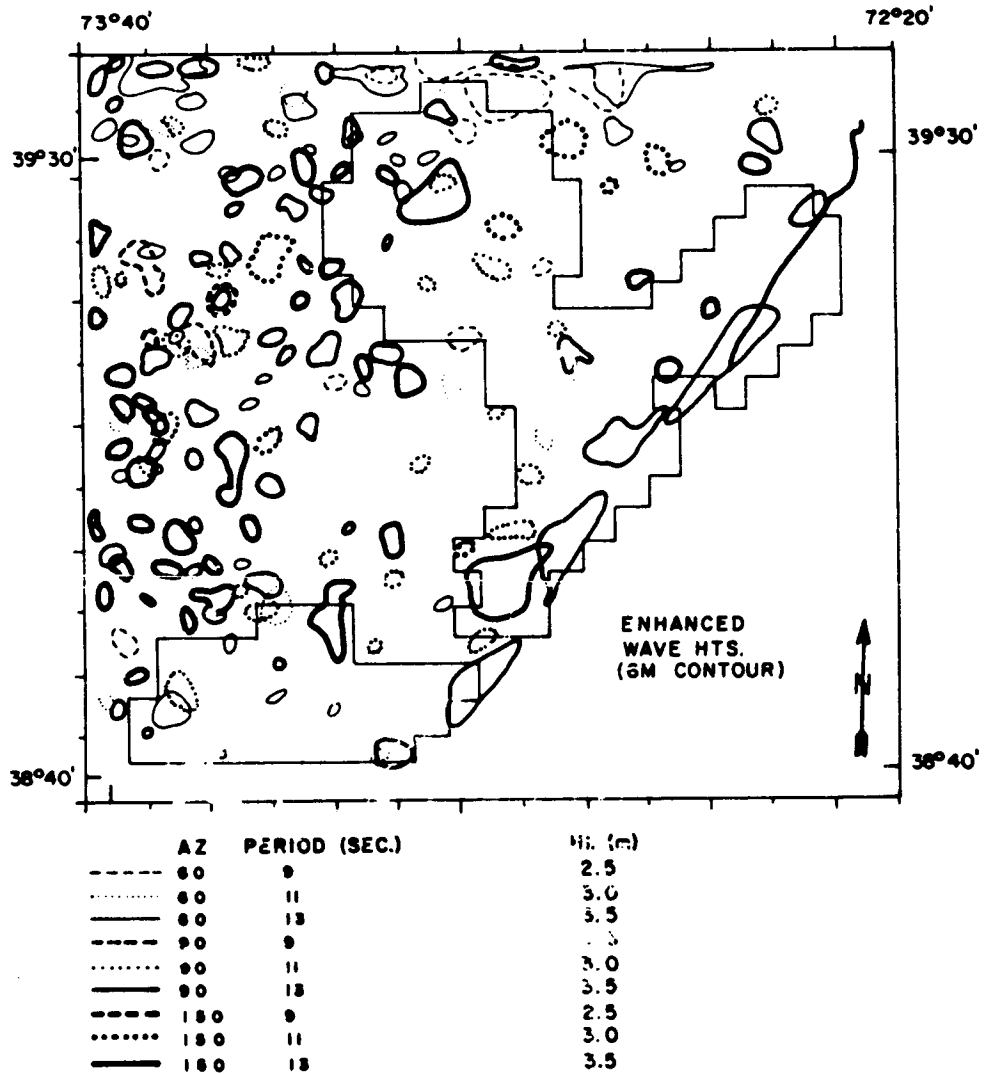 73°40'
72°20'
39°30'
39°30'
ENHANCED
WAVE HTS.
(6M CONTOUR)
N
38°40'
38°40'
AZ PERIOD (SEC.) (m)
60 9 2.5
60 11 3.0
60 13 3.5
90 9
90 11 3.0
90 13 3.5
150 9 2.5
150 11 3.0
150 13 3.5